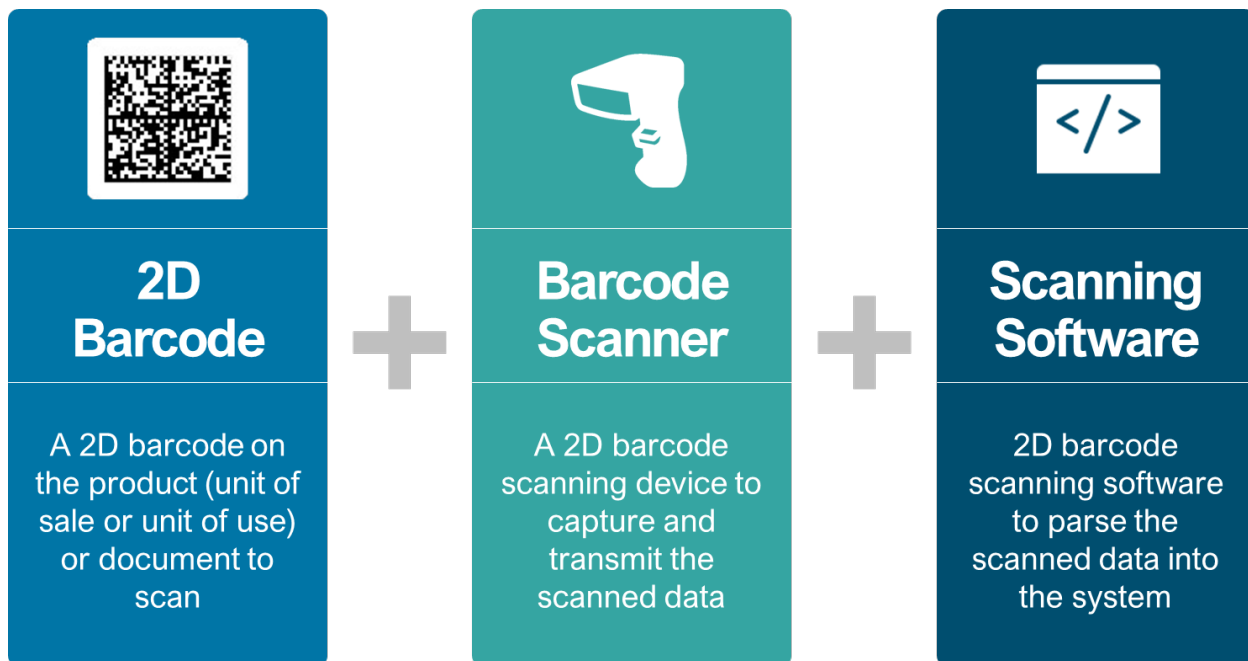 2D
Barcode
A 2D barcode on
the product (unit of
sale or unit of use)
or document to
scan
Barcode
Scanner
A 2D barcode
scanning device to
capture and
transmit the
scanned data
</>
Scanning
Software
2D barcode
scanning software
to parse the
scanned data into
the system